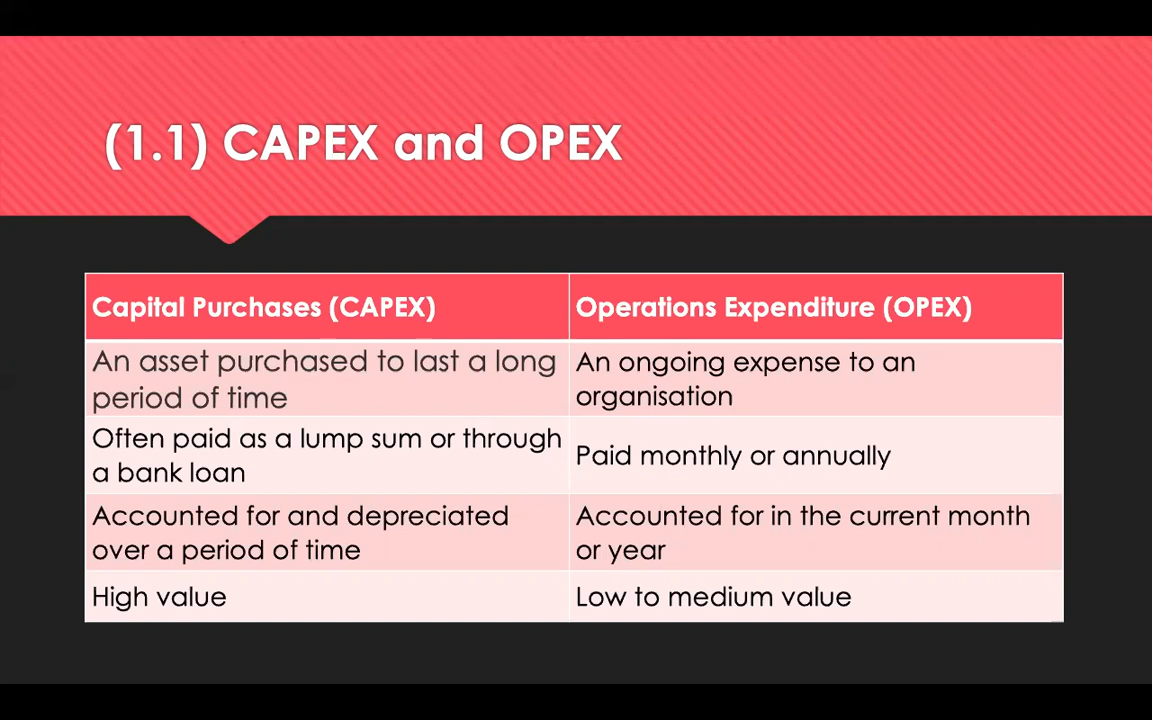 (1.1) CAPEX and OPEX
Capital Purchases (CAPEX)
Operations Expenditure (OPEX)
An asset purchased to last a long
period of time
An ongoing expense to an
organisation
Often paid as a lump sum or through
a bank loan
Paid monthly or annually
Accounted for and depreciated
over a period of time
Accounted for in the current month
or year
High value
Low to medium value